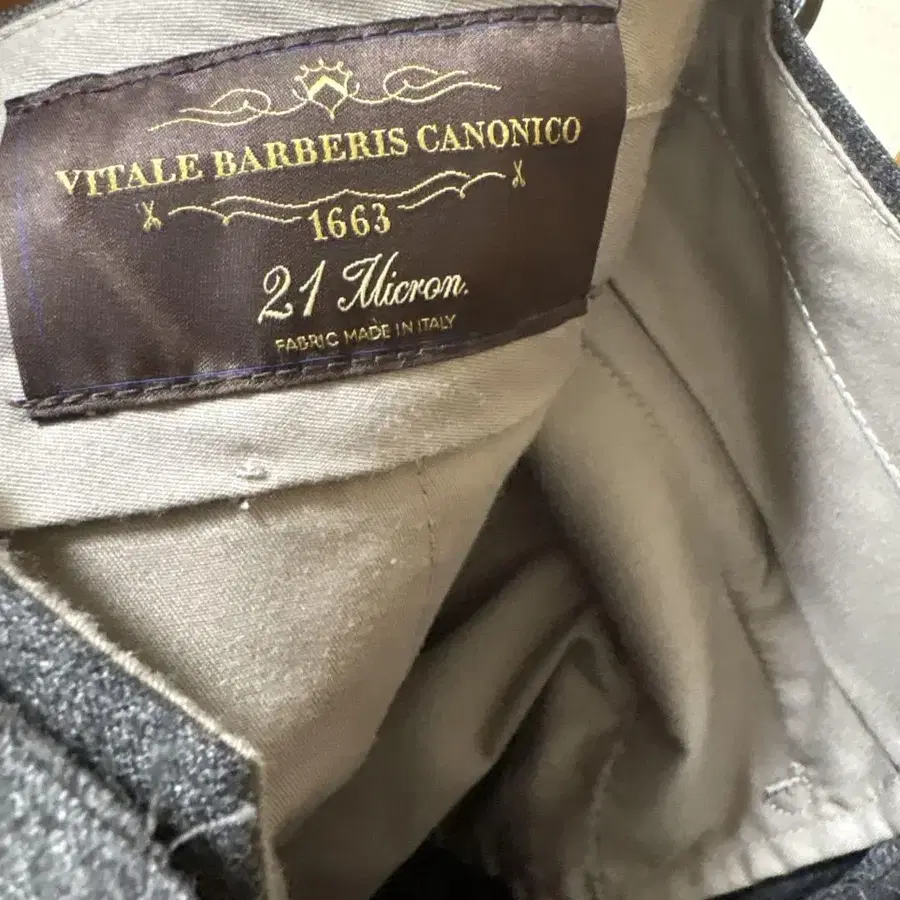 VITALE BARBERIS CANONICO
1663
21 Micron.
FABRIC MADE IN ITALY